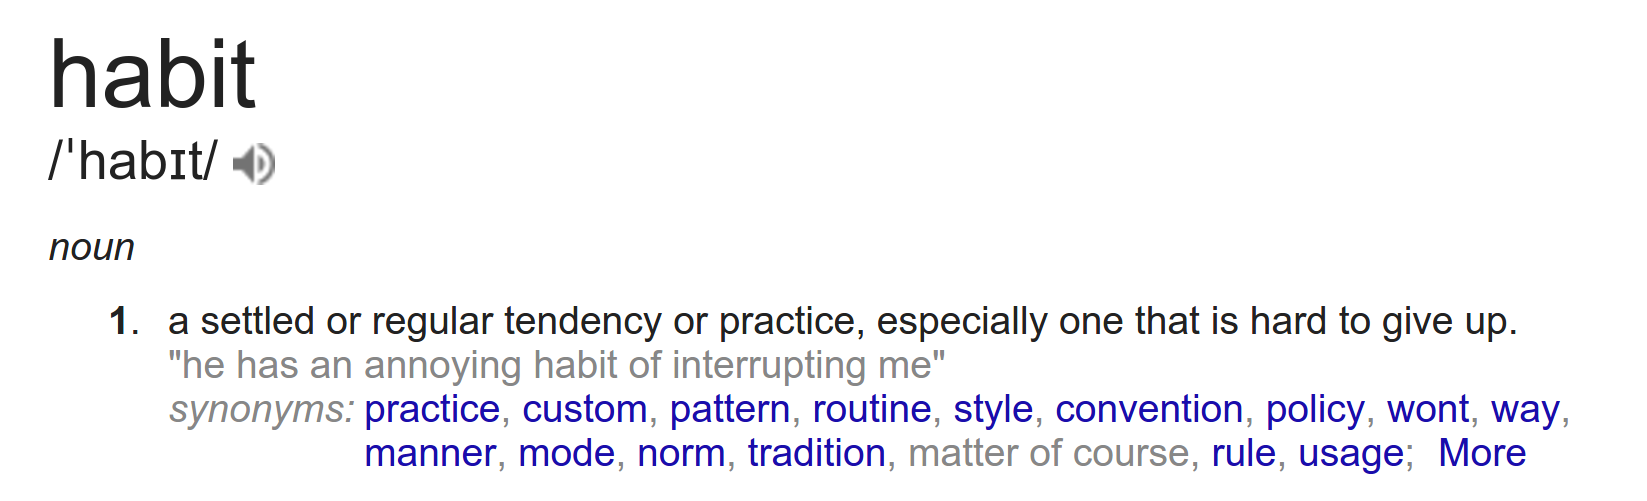 habit
/ˈhabɪt/
noun
1. a settled or regular tendency or practice, especially one that is hard to give up.
"he has an annoying habit of interrupting me"
synonyms: practice, custom, pattern, routine, style, convention, policy, wont, way,
manner, mode, norm, tradition, matter of course, rule, usage; More